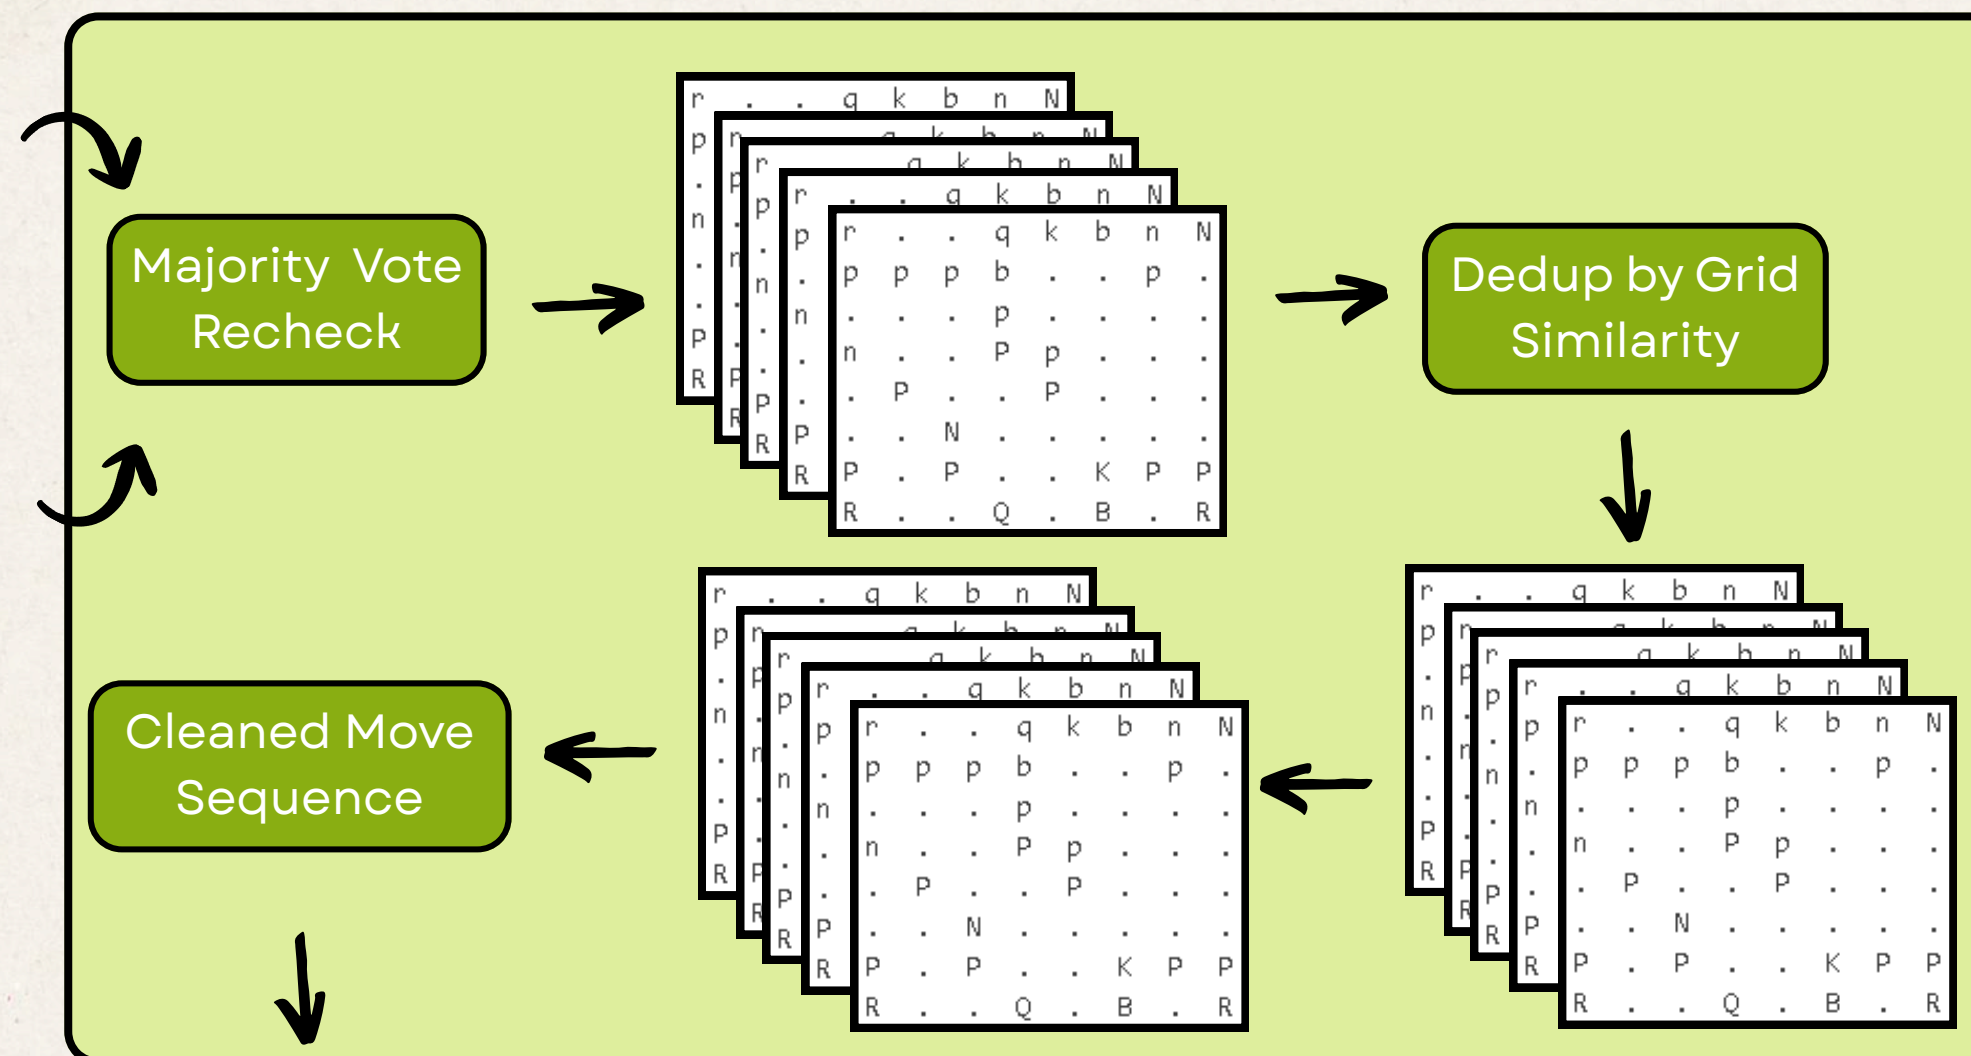 Majority Vote
Recheck
r . . q k b n N
r . . q k b n N
r . . q k b n N
r . . q k b n N
r . . q k b n N
p p p b . . p .
. . . p . . . .
n . . P p . . .
. P . . P . . .
. . N . . . . .
P . P . . K P P
R . . Q . B . R
Dedup by Grid
Similarity
r . . q k b n N
r . . q k b n N
r . . q k b n N
r . . q k b n N
r . . q k b n N
p p p b . . p .
. . . p . . . .
n . . P p . . .
. P . . P . . .
. . N . . . . .
P . P . . K P P
R . . Q . B . R
r . . q k b n N
r . . q k b n N
r . . q k b n N
r . . q k b n N
r . . q k b n N
p p p b . . p .
. . . p . . . .
n . . P p . . .
. P . . P . . .
. . N . . . . .
P . P . . K P P
R . . Q . B . R
Cleaned Move
Sequence